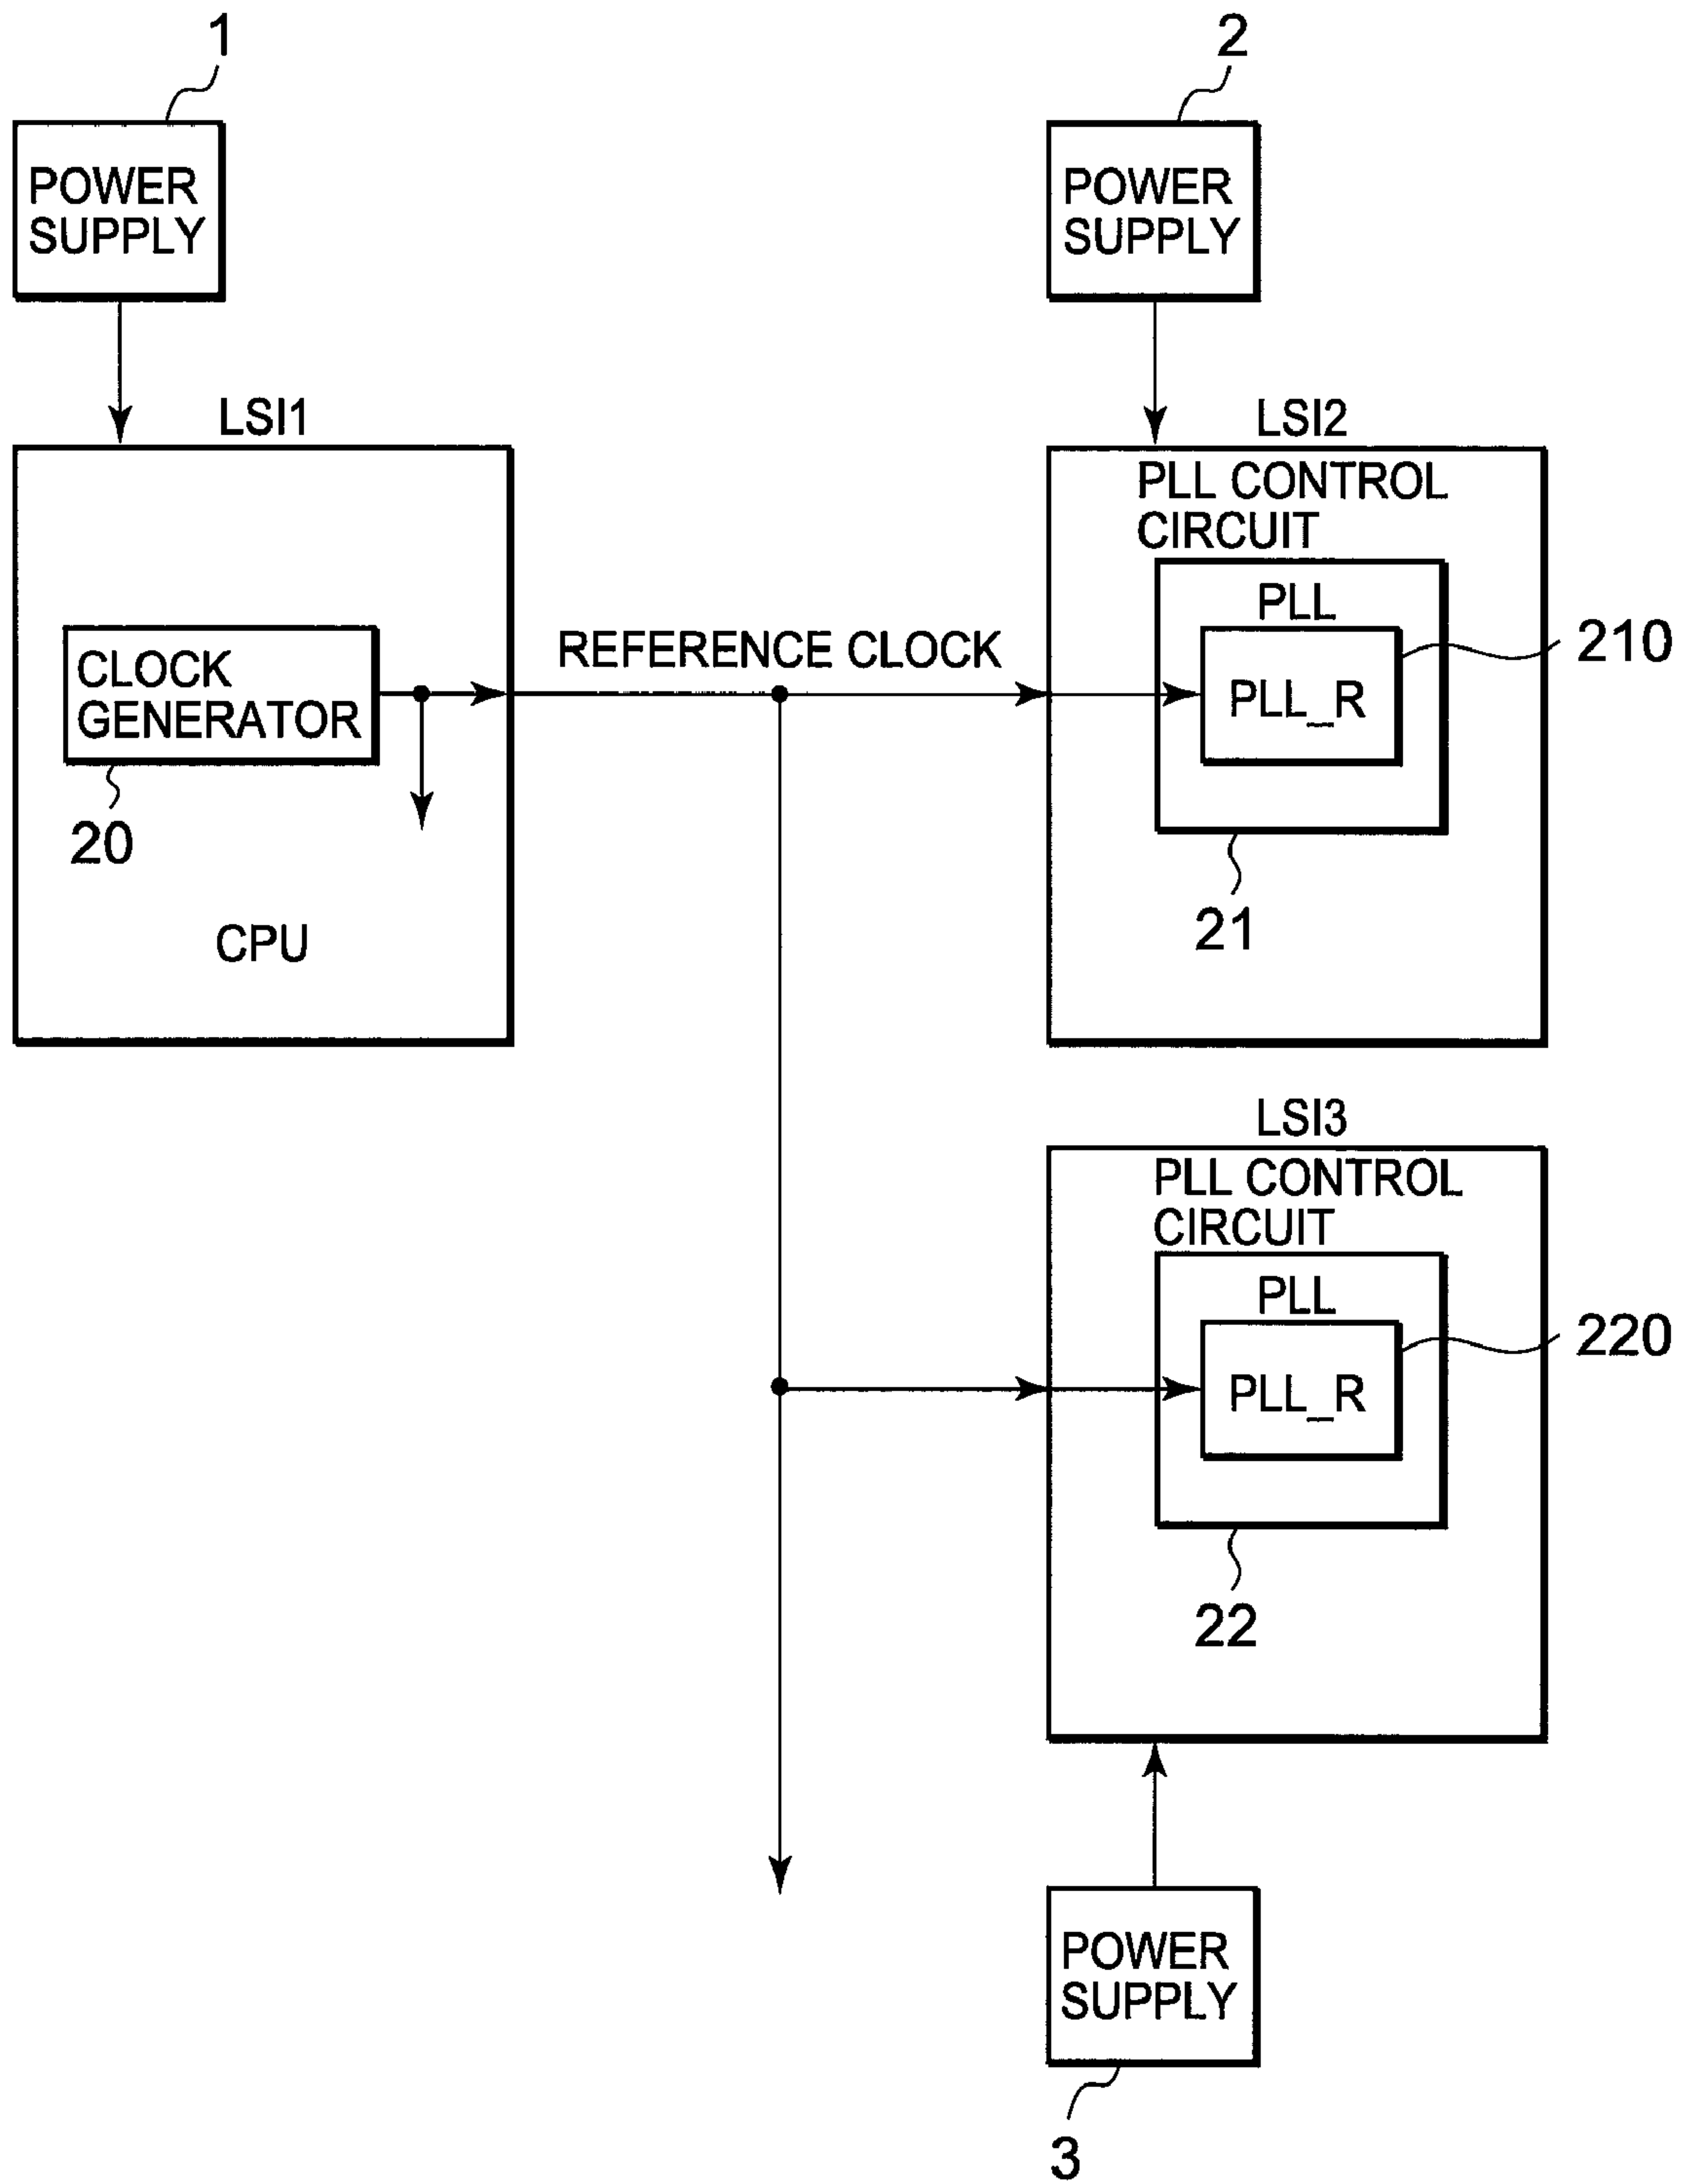 1
2
POWER
SUPPLY
POWER
SUPPLY
LSI1
LSI2
PLL CONTROL
CIRCUIT
PLL
210
CLOCK
GENERATOR
REFERENCE CLOCK
PLL_R
20
21
CPU
LSI3
PLL CONTROL
CIRCUIT
PLL
220
PLL_R
22
POWER
SUPPLY
3